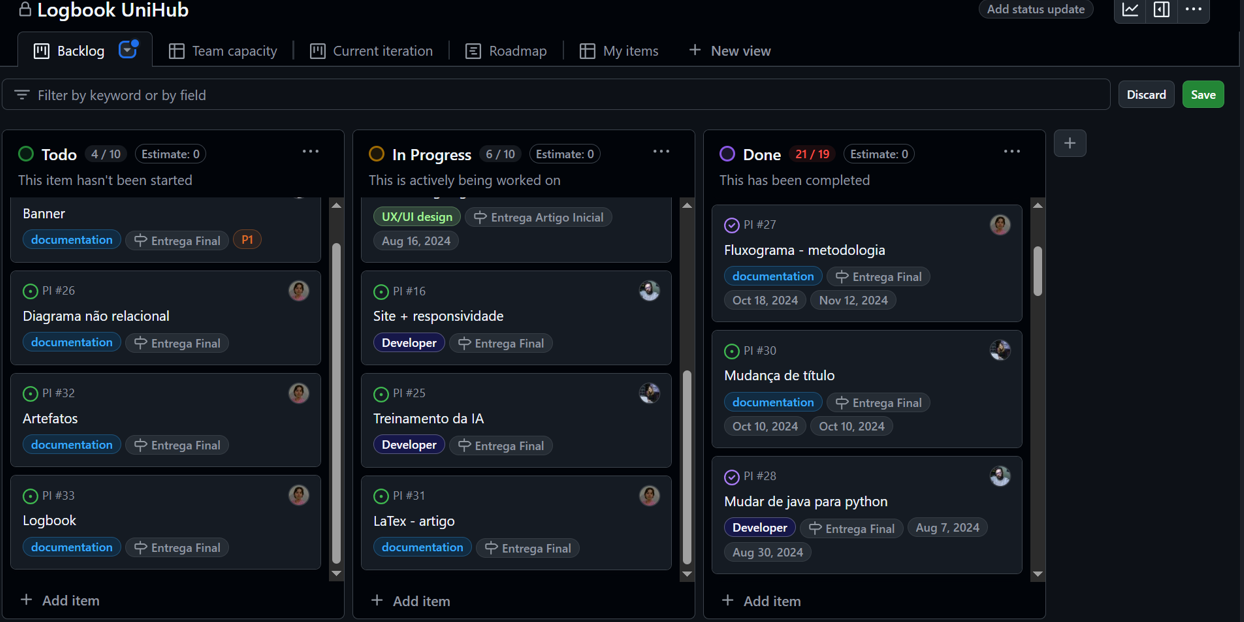 Logbook UniHub
Add status update
Backlog
Team capacity
Current iteration
Roadmap
My items
New view
Filter by keyword or by field
Discard
Save
Todo 4 / 10 Estimate: 0
This item hasn't been started
Banner
documentation Entrega Final P1
PI #26
Diagrama não relacional
documentation Entrega Final
PI #32
Artefatos
documentation Entrega Final
PI #33
Logbook
documentation Entrega Final
Add item
In Progress 6 / 10 Estimate: 0
This is actively being worked on
UX/UI design Entrega Artigo Inicial
Aug 16, 2024
PI #16
Site + responsividade
Developer Entrega Final
PI #25
Treinamento da IA
Developer Entrega Final
PI #31
LaTex - artigo
documentation Entrega Final
Add item
Done 21 / 19 Estimate: 0
This has been completed
PI #27
Fluxograma - metodologia
documentation Entrega Final
Oct 18, 2024 Nov 12, 2024
PI #30
Mudança de título
documentation Entrega Final
Oct 10, 2024 Oct 10, 2024
PI #28
Mudar de java para python
Developer Entrega Final Aug 7, 2024
Aug 30, 2024
Add item